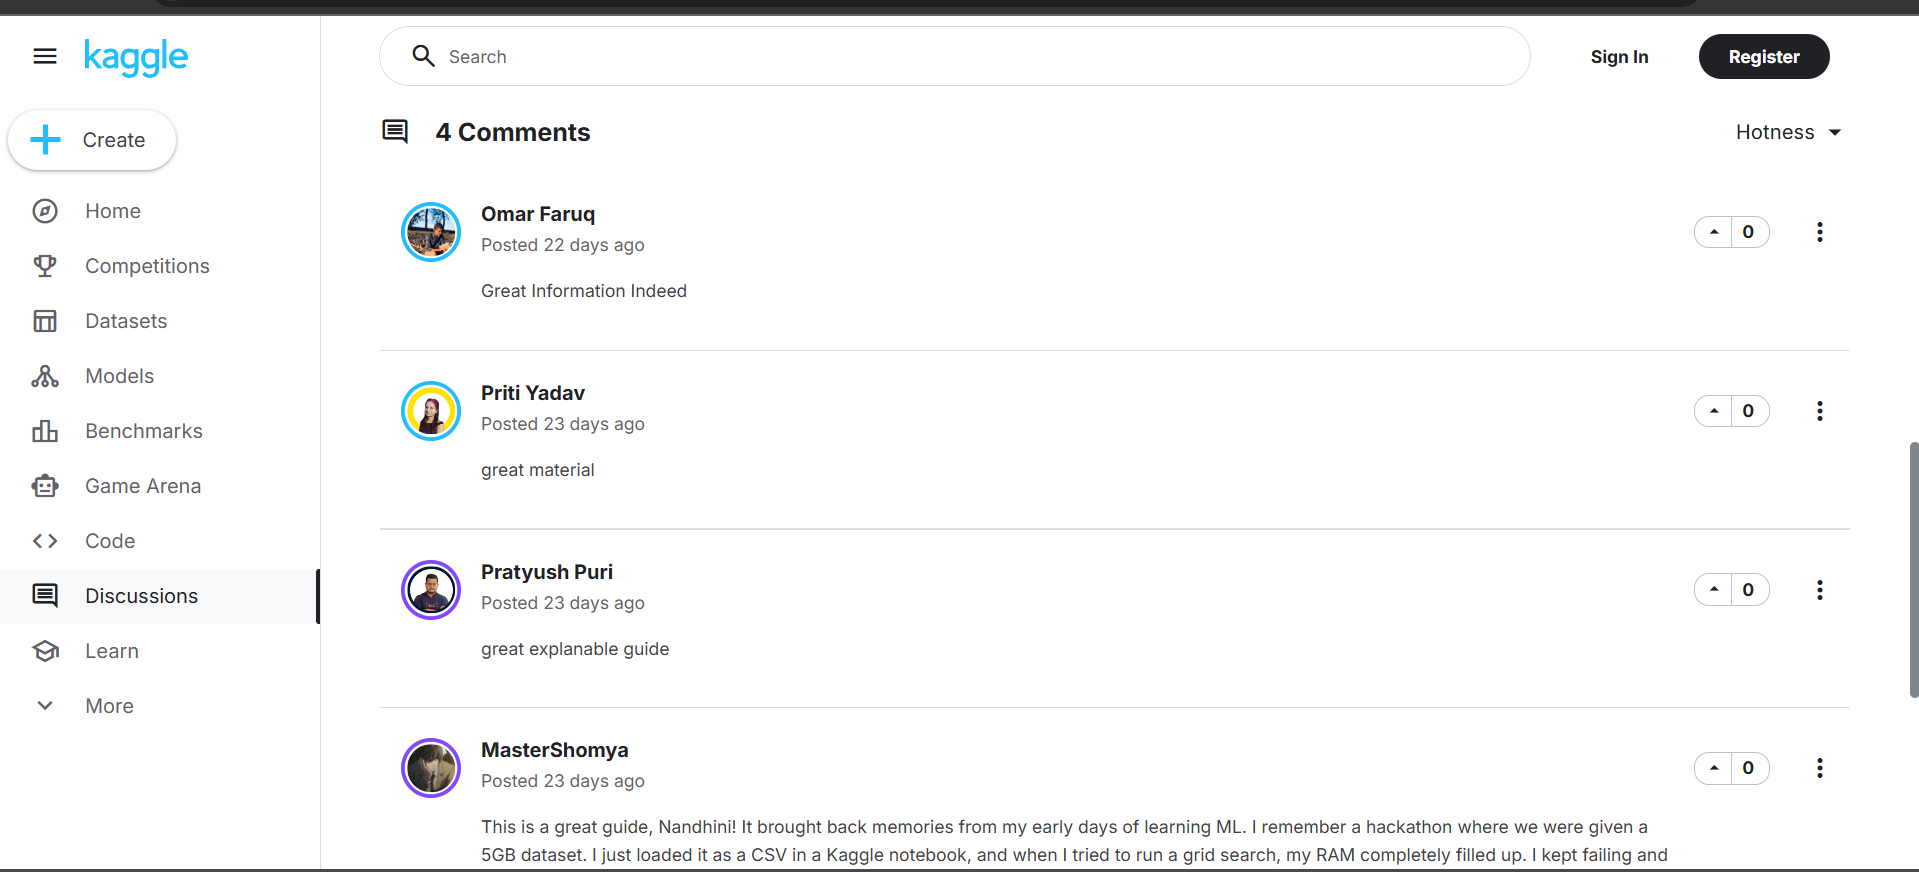 kaggle
Search
Sign In
Register
Create
Home
Competitions
Datasets
Models
Benchmarks
Game Arena
Code
Discussions
Learn
More
4 Comments
Hotness
Omar Faruq
Posted 22 days ago
0
Great Information Indeed
Priti Yadav
Posted 23 days ago
0
great material
Pratyush Puri
Posted 23 days ago
0
great explanable guide
MasterShomya
Posted 23 days ago
0
This is a great guide, Nandhini! It brought back memories from my early days of learning ML. I remember a hackathon where we were given a
5GB dataset. I just loaded it as a CSV in a Kaggle notebook, and when I tried to run a grid search, my RAM completely filled up. I kept failing and